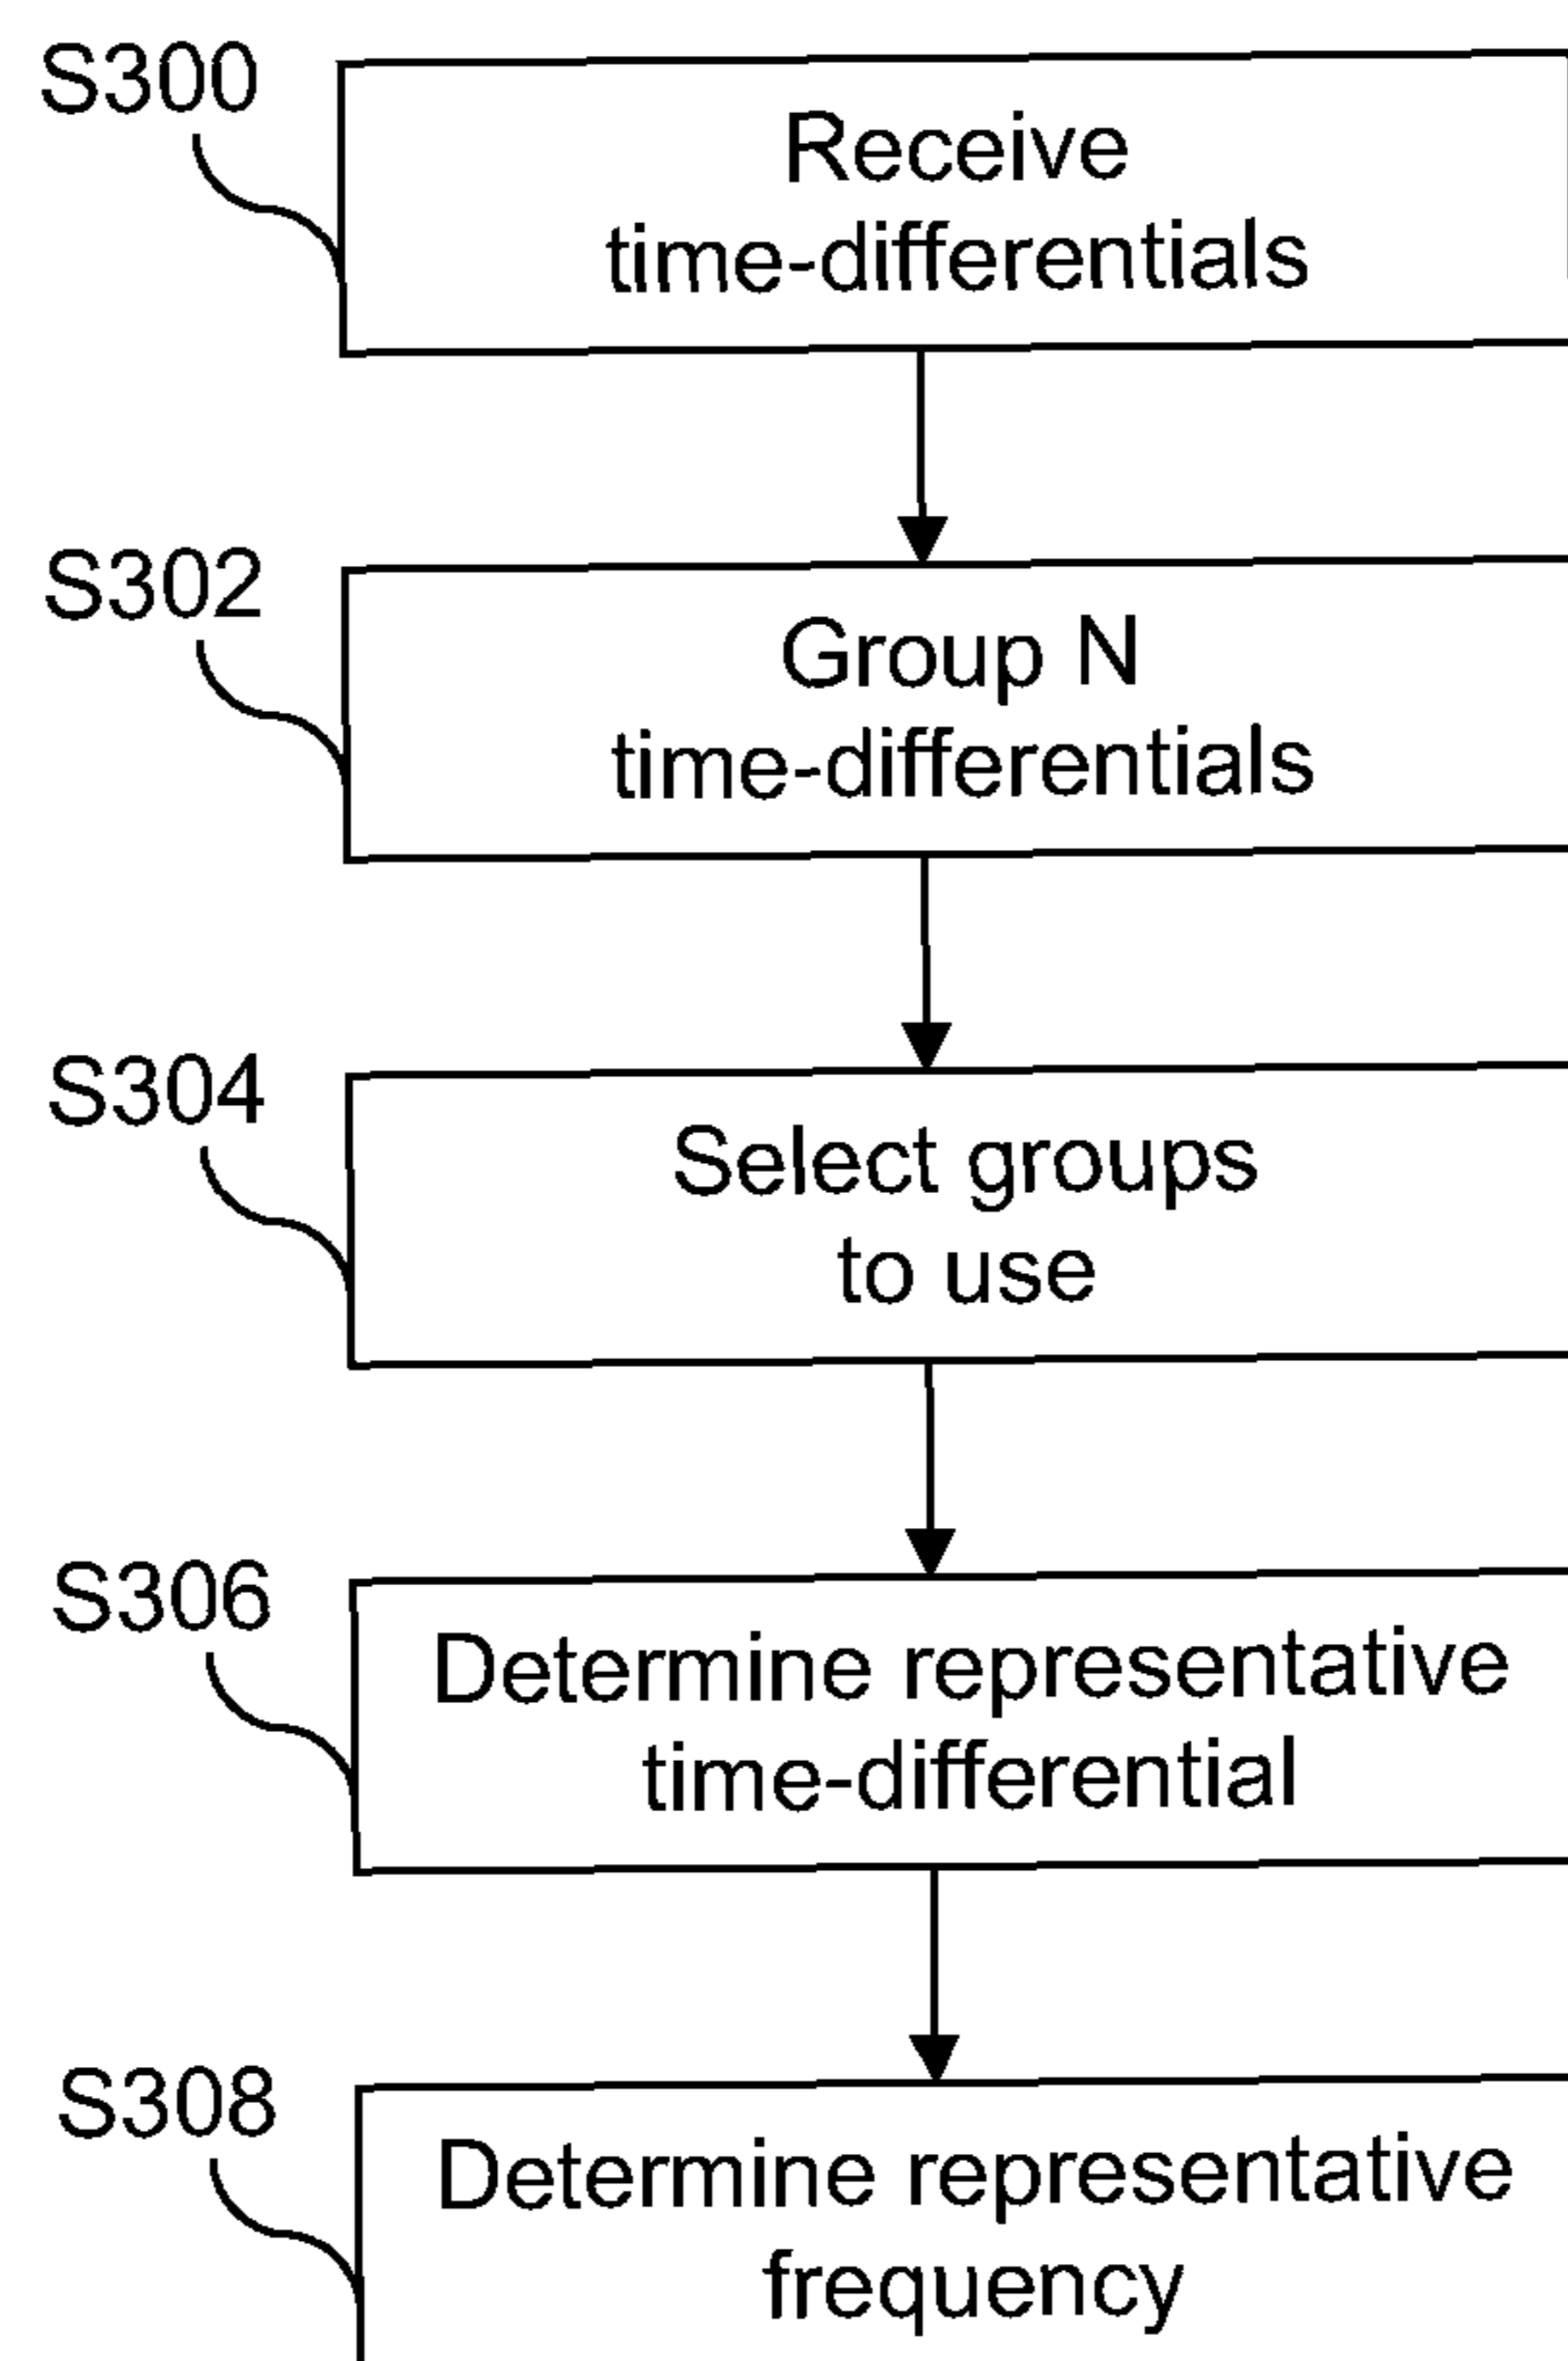 S300
Receive
time-differentials
S302
Group N
time-differentials
S304
Select groups
to use
S306
Determine representative
time-differential
S308
Determine representative
frequency